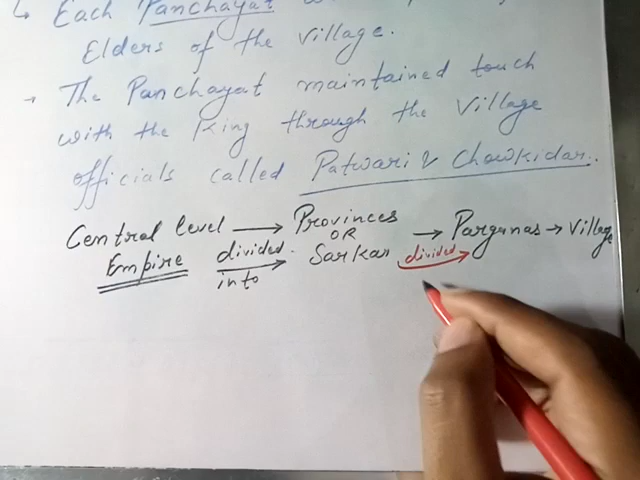 ↳ Each Panchayat
Elders of the village.
→ The Panchayat maintained touch
with the King through the Village
officials called Patwari & Chowkidar.
Central level → Provinces → Parganas → Village
OR
Empire divided into → Sarkar divided →